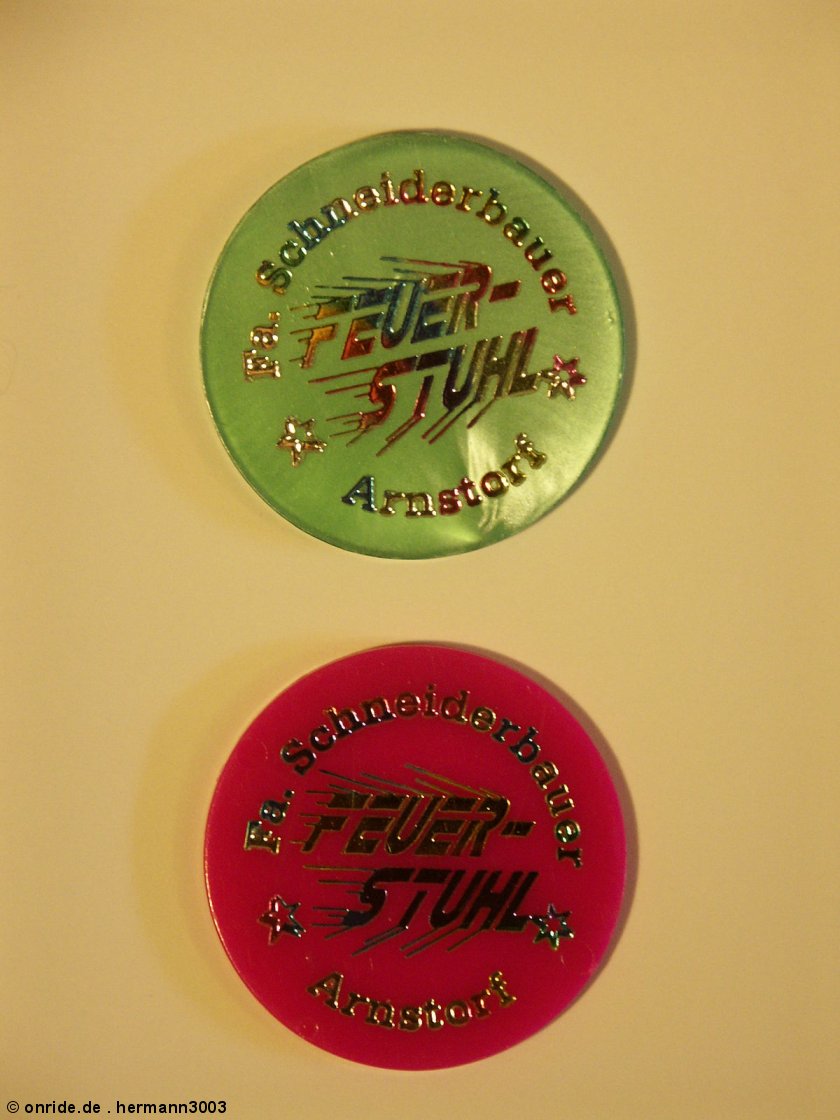 Fa. Schneiderbauer
FEUER-
STUHL
Arnstorf
Fa. Schneiderbauer
FEUER-
STUHL
Arnstorf
© onride.de . hermann3003